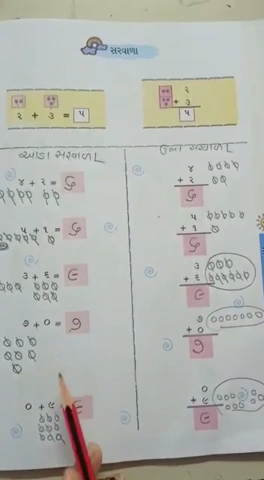 સરવાળા
૨ + ૩ = ૫
૨
+ ૩
૫
આડા સરવાળા
૪ + ૨ = ૬
૫ + ૧ = ૬
૩ + ૬ = ૯
૭ + ૦ = ૭
૦ + ૯ = ૯
ઉભા સરવાળા
૪
+ ૨
૬
૫
+ ૧
૬
૩
+ ૬
૯
૭
+ ૦
૭
૦
+ ૯
૯